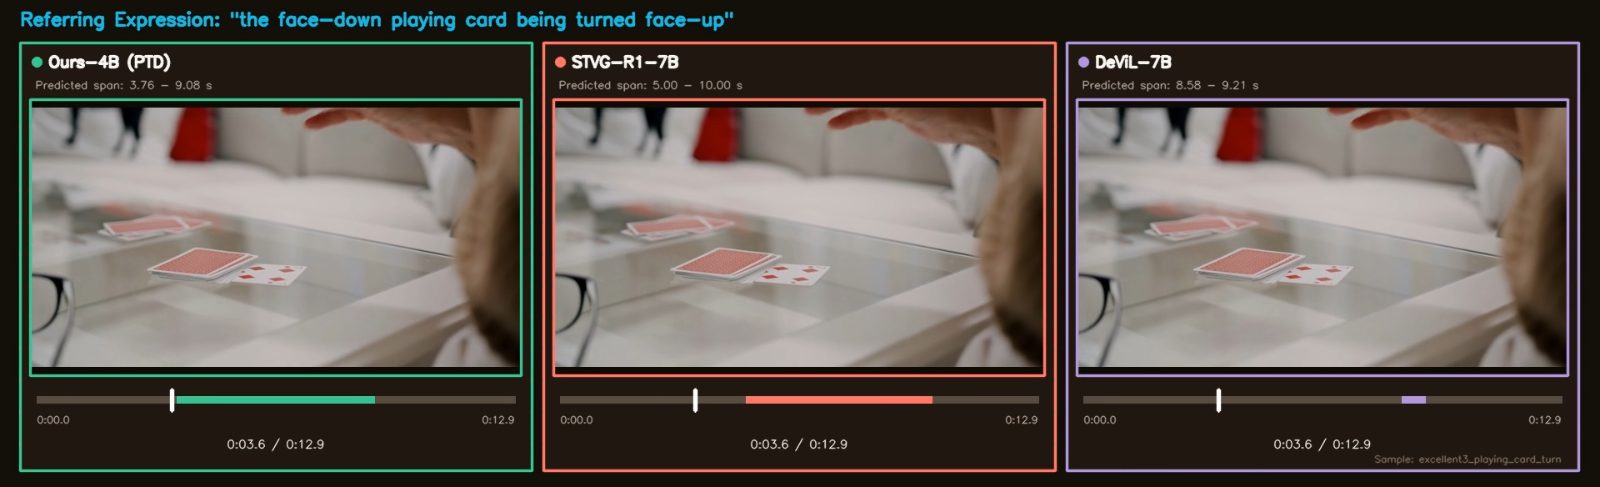 Referring Expression: "the face-down playing card being turned face-up"
Ours-4B (PTD)
Predicted span: 3.76 - 9.08 s
0:00.0
0:12.9
0:03.6 / 0:12.9
STVG-R1-7B
Predicted span: 5.00 - 10.00 s
0:00.0
0:12.9
0:03.6 / 0:12.9
DeViL-7B
Predicted span: 8.58 - 9.21 s
0:00.0
0:12.9
0:03.6 / 0:12.9
Sample: excellent3_playing_card_turn